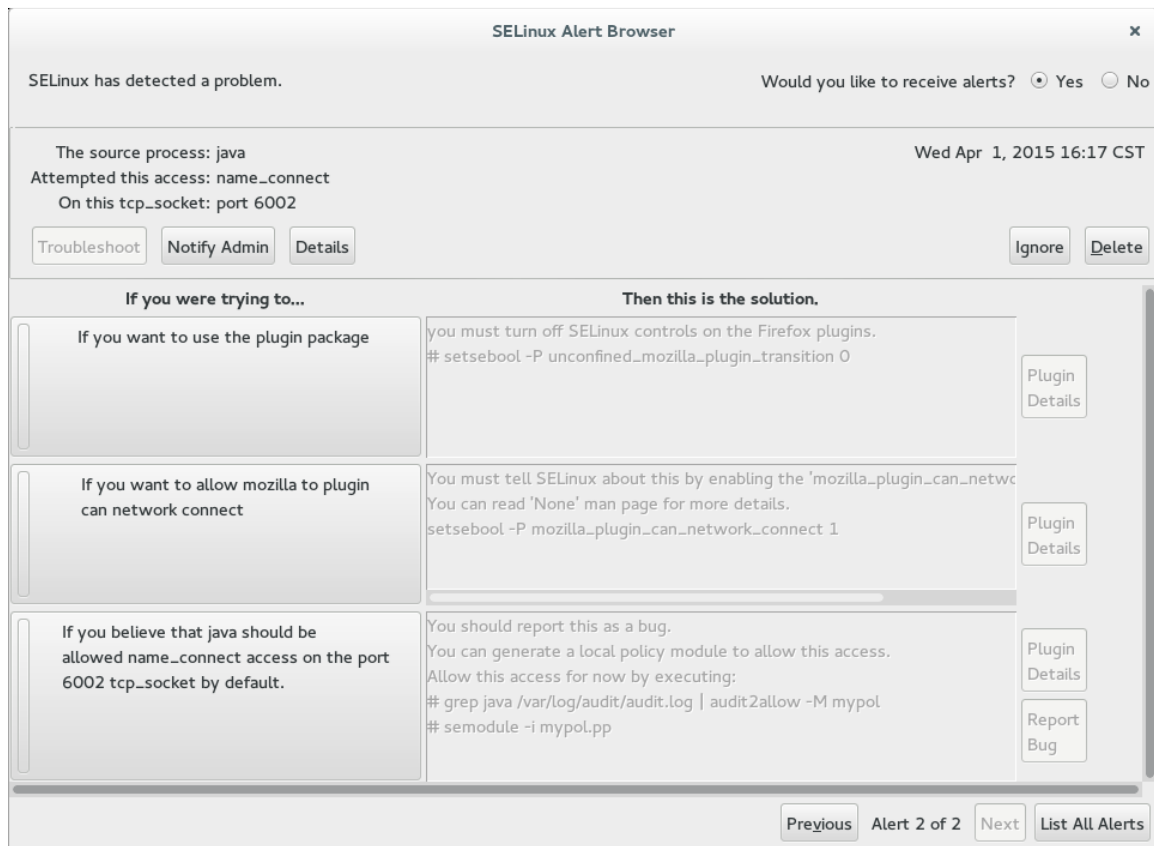 SELinux Alert Browser
×
SELinux has detected a problem.
Would you like to receive alerts? Yes No
The source process: java
Wed Apr 1, 2015 16:17 CST
Attempted this access: name_connect
On this tcp_socket: port 6002
Troubleshoot Notify Admin Details
Ignore Delete
If you were trying to... Then this is the solution.
If you want to use the plugin package
you must turn off SELinux controls on the Firefox plugins.
# setsebool -P unconfined_mozilla_plugin_transition 0
Plugin
Details
If you want to allow mozilla to plugin
can network connect
You must tell SELinux about this by enabling the 'mozilla_plugin_can_netwo
You can read 'None' man page for more details.
setsebool -P mozilla_plugin_can_network_connect 1
Plugin
Details
If you believe that java should be
allowed name_connect access on the port
6002 tcp_socket by default.
You should report this as a bug.
You can generate a local policy module to allow this access.
Allow this access for now by executing:
# grep java /var/log/audit/audit.log | audit2allow -M mypol
# semodule -i mypol.pp
Plugin
Details
Report
Bug
Previous Alert 2 of 2 Next List All Alerts